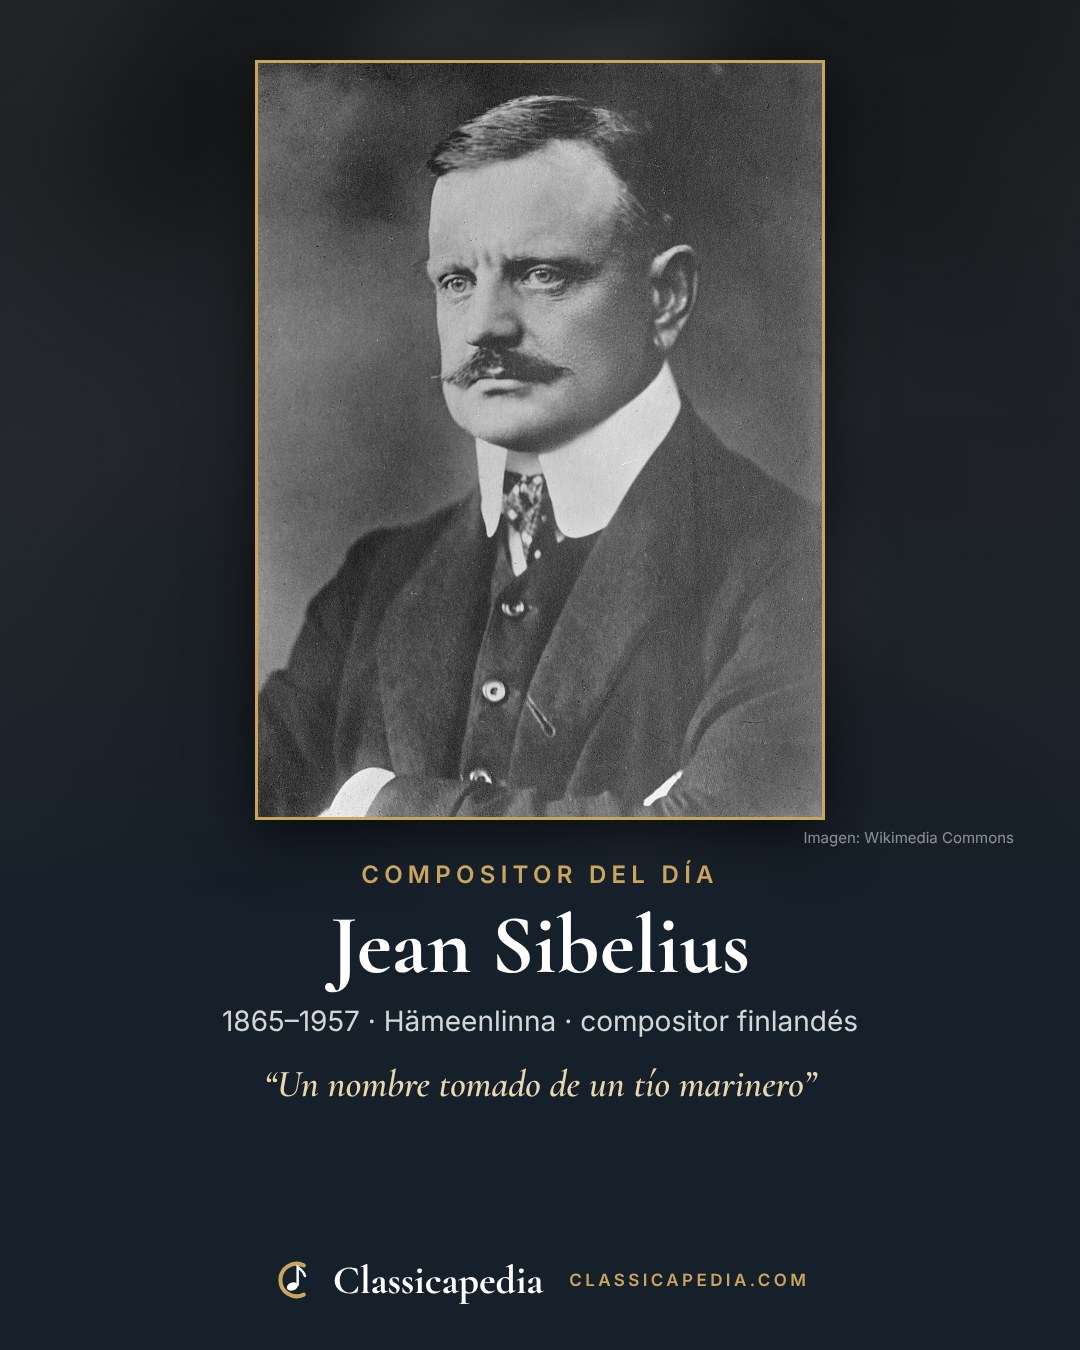 Imagen: Wikimedia Commons
COMPOSITOR DEL DÍA
Jean Sibelius
1865–1957 · Hämeenlinna · compositor finlandés
“Un nombre tomado de un tío marinero”
Classicapedia CLASSICAPEDIA.COM